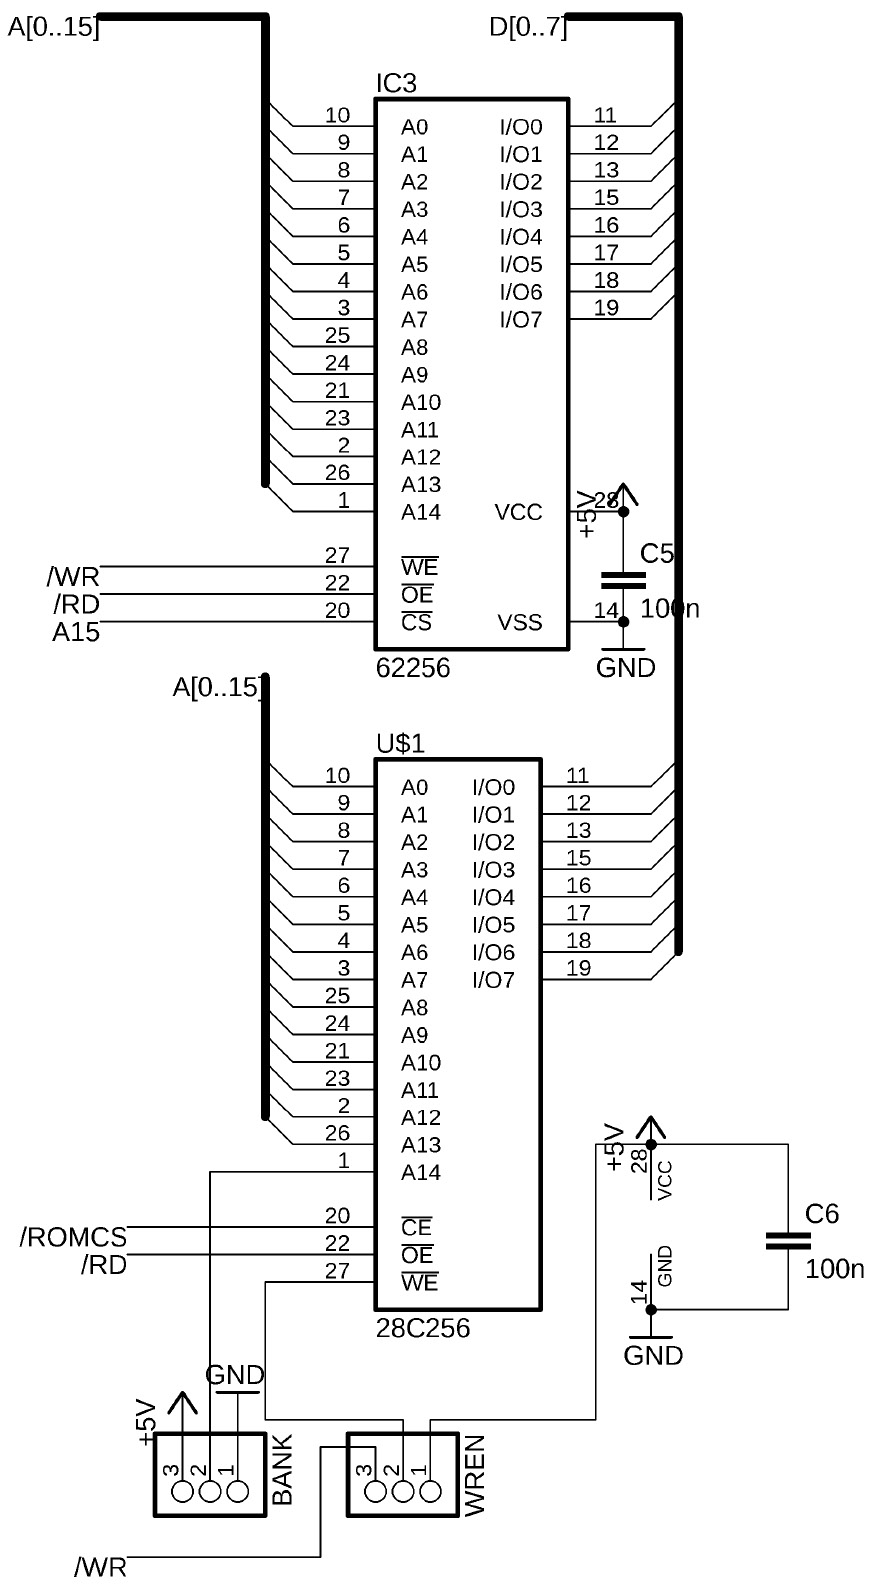 A[0..15]
D[0..7]
IC3
10 A0 I/O0 11
9 A1 I/O1 12
8 A2 I/O2 13
7 A3 I/O3 15
6 A4 I/O4 16
5 A5 I/O5 17
4 A6 I/O6 18
3 A7 I/O7 19
25 A8
24 A9
21 A10
23 A11
2 A12
26 A13
1 A14 VCC 28 +5V
C5
100n
/WR 27 WE
/RD 22 OE
A15 20 CS VSS 14
62256 GND
A[0..15]
U$1
10 A0 I/O0 11
9 A1 I/O1 12
8 A2 I/O2 13
7 A3 I/O3 15
6 A4 I/O4 16
5 A5 I/O5 17
4 A6 I/O6 18
3 A7 I/O7 19
25 A8
24 A9
21 A10
23 A11
2 A12
26 A13
1 A14
+5V
28 VCC
/ROMCS 20 CE
/RD 22 OE
27 WE
C6
100n
14 GND
28C256
GND
GND
+5V
3 2 1 BANK
3 2 1 WREN
/WR